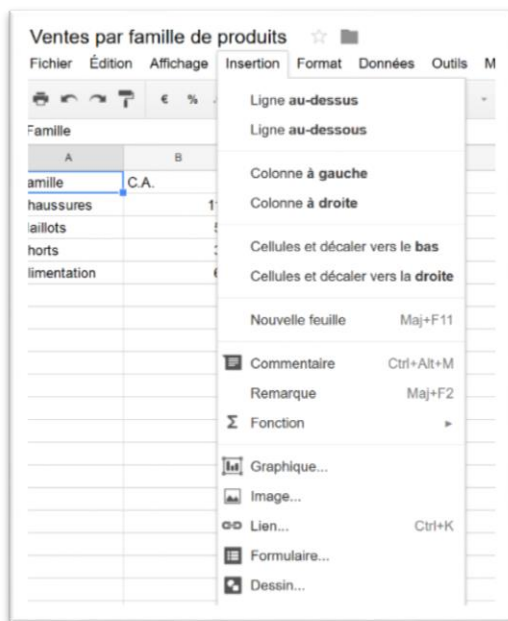 Ventes par famille de produits
Fichier Édition Affichage Insertion Format Données Outils M
€ %
Famille
A B
amille C.A.
haussures 1
aillots
horts
limentation
Ligne au-dessus
Ligne au-dessous
Colonne à gauche
Colonne à droite
Cellules et décaler vers le bas
Cellules et décaler vers la droite
Nouvelle feuille Maj+F11
Commentaire Ctrl+Alt+M
Remarque Maj+F2
Σ Fonction
Graphique...
Image...
Lien... Ctrl+K
Formulaire...
Dessin...